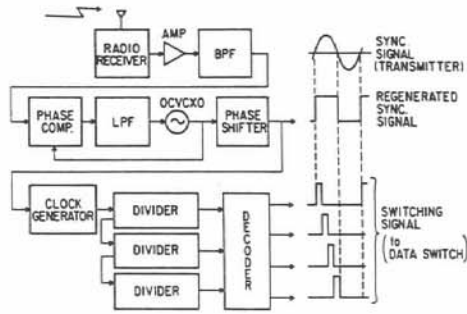 AMP
RADIO
RECEIVER
BPF
SYNC.
SIGNAL
(TRANSMITTER)
PHASE
COMP.
LPF
OCVCXO
PHASE
SHIFTER
REGENERATED
SYNC.
SIGNAL
CLOCK
GENERATOR
DIVIDER
DIVIDER
DIVIDER
DECODER
SWITCHING
SIGNAL
(to
DATA SWITCH)